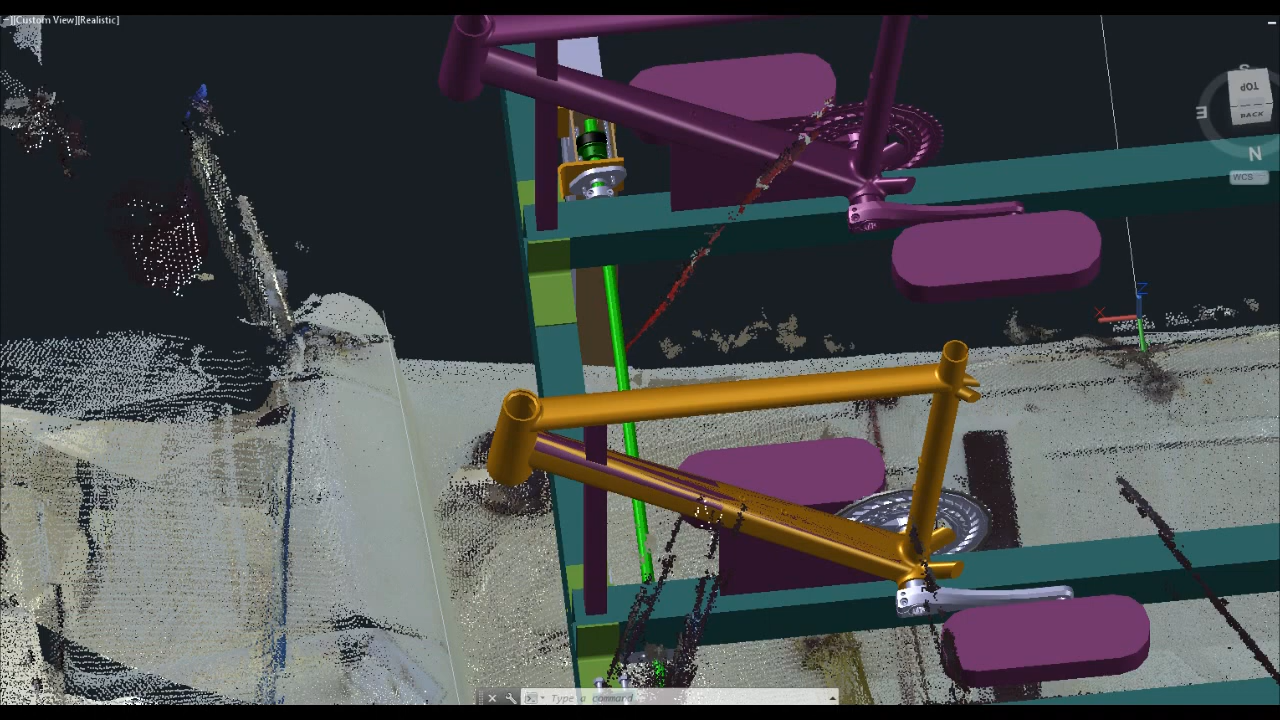 [−][Custom View][Realistic]
S
TOP
E
BACK
N
WCS
Z
X
Type a command